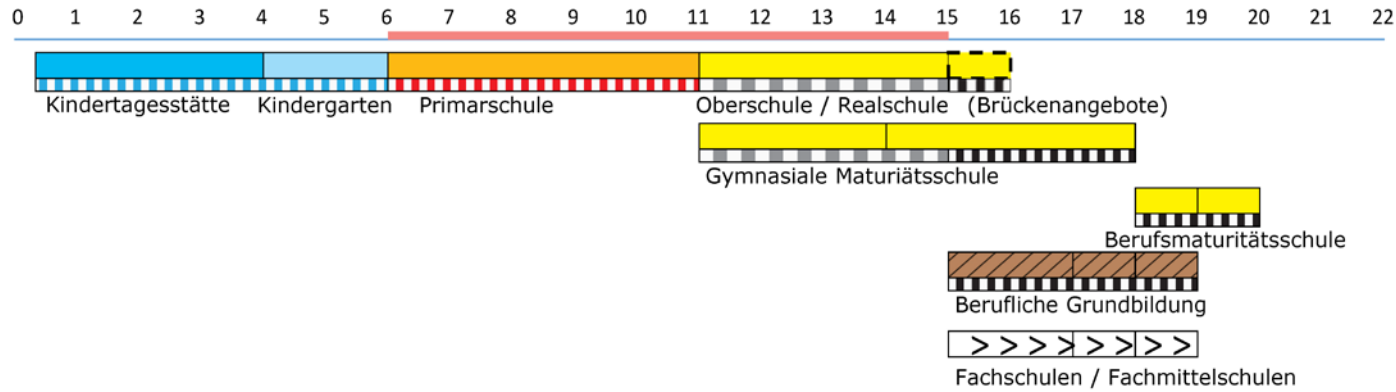 0 1 2 3 4 5 6 7 8 9 10 11 12 13 14 15 16 17 18 19 20 21 22
Kindertagesstätte Kindergarten Primarschule Oberschule / Realschule (Brückenangebote)
Gymnasiale Maturiätsschule
Berufsmaturitätsschule
Berufliche Grundbildung
> > > > > > > >
Fachschulen / Fachmittelschulen